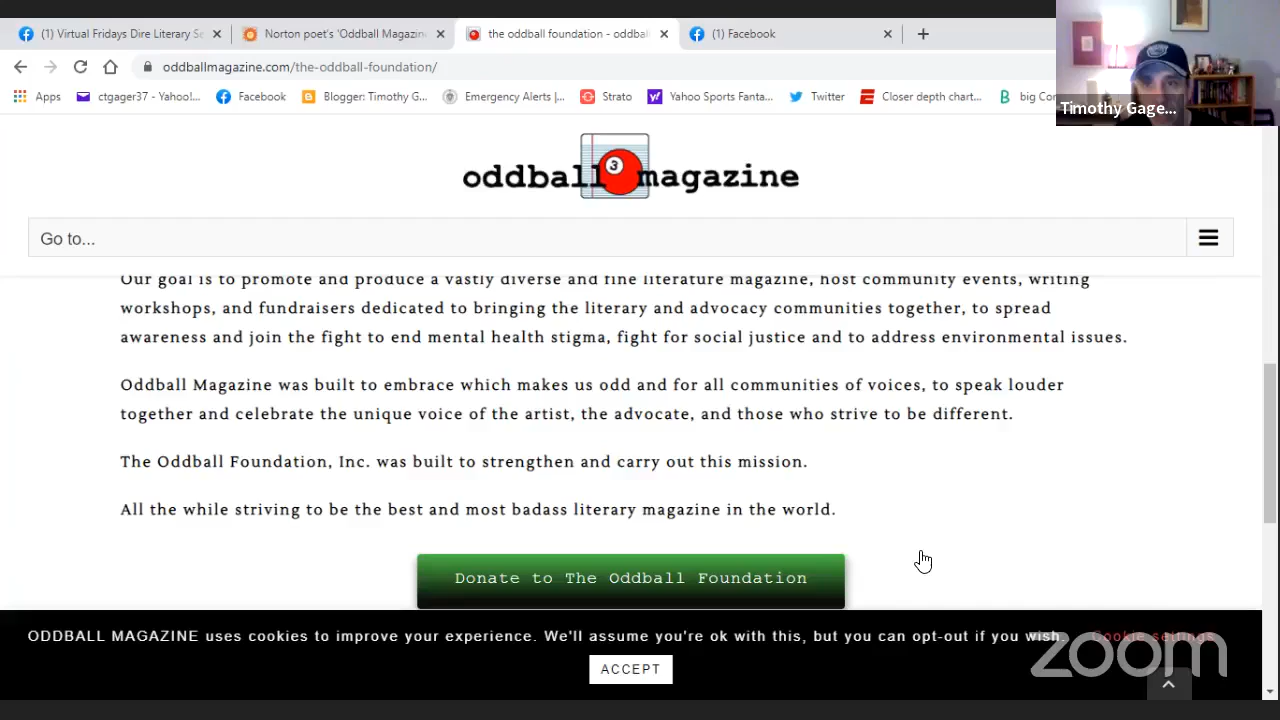 (1) Virtual Fridays Dire Literary Se
Norton poet's 'Oddball Magazin
the oddball foundation - oddbal
(1) Facebook
oddballmagazine.com/the-oddball-foundation/
Apps
ctgager37 - Yahoo!...
Facebook
Blogger: Timothy G...
Emergency Alerts |...
Strato
Yahoo Sports Fanta...
Twitter
Closer depth chart...
big Co
Timothy Gage...
oddball 3 magazine
Go to...
Our goal is to promote and produce a vastly diverse and fine literature magazine, host community events, writing
workshops, and fundraisers dedicated to bringing the literary and advocacy communities together, to spread
awareness and join the fight to end mental health stigma, fight for social justice and to address environmental issues.
Oddball Magazine was built to embrace which makes us odd and for all communities of voices, to speak louder
together and celebrate the unique voice of the artist, the advocate, and those who strive to be different.
The Oddball Foundation, Inc. was built to strengthen and carry out this mission.
All the while striving to be the best and most badass literary magazine in the world.
Donate to The Oddball Foundation
ODDBALL MAGAZINE uses cookies to improve your experience. We'll assume you're ok with this, but you can opt-out if you wish. Cookie settings
ACCEPT
zoom